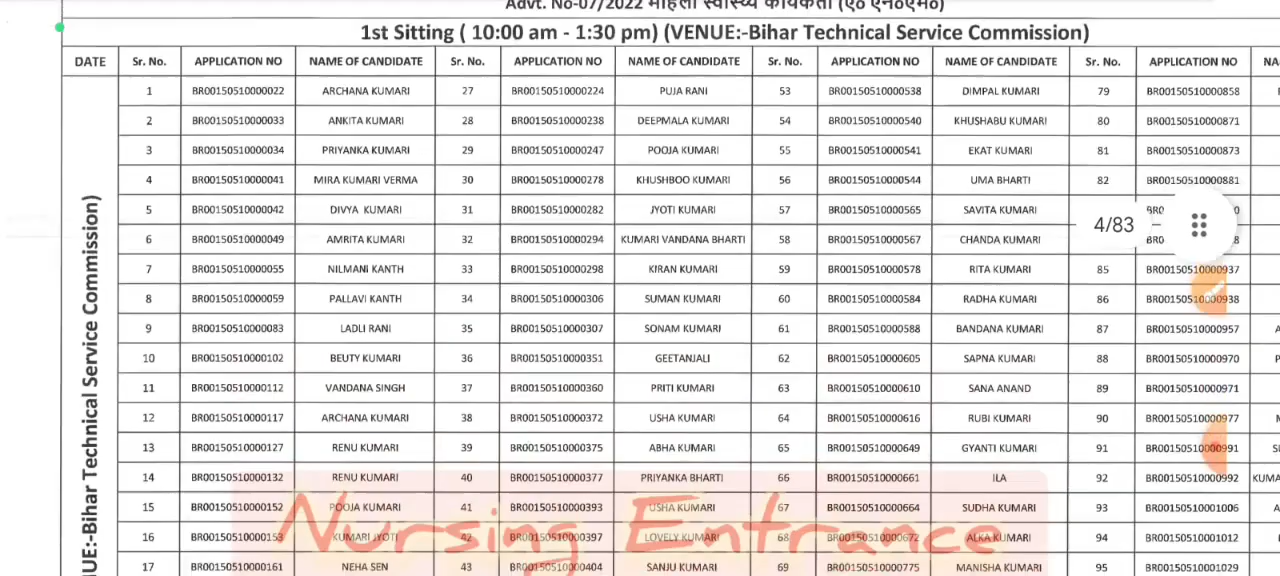 Advt. No-07/2022 महिला स्वास्थ्य कार्यकर्ता (ए० एन०एम०)
1st Sitting ( 10:00 am - 1:30 pm) (VENUE:-Bihar Technical Service Commission)
DATE Sr. No. APPLICATION NO NAME OF CANDIDATE Sr. No. APPLICATION NO NAME OF CANDIDATE Sr. No. APPLICATION NO NAME OF CANDIDATE Sr. No. APPLICATION NO
1 BR00150510000022 ARCHANA KUMARI 27 BR00150510000224 PUJA RANI 53 BR00150510000538 DIMPAL KUMARI 79 BR00150510000858
2 BR00150510000033 ANKITA KUMARI 28 BR00150510000238 DEEPMALA KUMARI 54 BR00150510000540 KHUSHABU KUMARI 80 BR00150510000871
3 BR00150510000034 PRIYANKA KUMARI 29 BR00150510000247 POOJA KUMARI 55 BR00150510000541 EKAT KUMARI 81 BR00150510000873
4 BR00150510000041 MIRA KUMARI VERMA 30 BR00150510000278 KHUSHBOO KUMARI 56 BR00150510000544 UMA BHARTI 82 BR00150510000881
5 BR00150510000042 DIVYA KUMARI 31 BR00150510000282 JYOTI KUMARI 57 BR00150510000565 SAVITA KUMARI
4/83
6 BR00150510000049 AMRITA KUMARI 32 BR00150510000294 KUMARI VANDANA BHARTI 58 BR00150510000567 CHANDA KUMARI
7 BR00150510000055 NILMANI KANTH 33 BR00150510000298 KIRAN KUMARI 59 BR00150510000578 RITA KUMARI 85 BR00150510000937
8 BR00150510000059 PALLAVI KANTH 34 BR00150510000306 SUMAN KUMARI 60 BR00150510000584 RADHA KUMARI 86 BR00150510000938
9 BR00150510000083 LADLI RANI 35 BR00150510000307 SONAM KUMARI 61 BR00150510000588 BANDANA KUMARI 87 BR00150510000957
10 BR00150510000102 BEUTY KUMARI 36 BR00150510000351 GEETANJALI 62 BR00150510000605 SAPNA KUMARI 88 BR00150510000970
11 BR00150510000112 VANDANA SINGH 37 BR00150510000360 PRITI KUMARI 63 BR00150510000610 SANA ANAND 89 BR00150510000971
12 BR00150510000117 ARCHANA KUMARI 38 BR00150510000372 USHA KUMARI 64 BR00150510000616 RUBI KUMARI 90 BR00150510000977
13 BR00150510000127 RENU KUMARI 39 BR00150510000375 ABHA KUMARI 65 BR00150510000649 GYANTI KUMARI 91 BR00150510000991
14 BR00150510000132 RENU KUMARI 40 BR00150510000377 PRIYANKA BHARTI 66 BR00150510000661 ILA 92 BR00150510000992
15 BR00150510000152 POOJA KUMARI 41 BR00150510000393 USHA KUMARI 67 BR00150510000664 SUDHA KUMARI 93 BR00150510001006
16 BR00150510000153 KUMARI JYOTI 42 BR00150510000397 LOVELY KUMARI 68 BR00150510000672 ALKA KUMARI 94 BR00150510001012
17 BR00150510000161 NEHA SEN 43 BR00150510000404 SANJU KUMARI 69 BR00150510000775 MANISHA KUMARI 95 BR00150510001029
Bihar Technical Service Commission)
Nursing Entrance